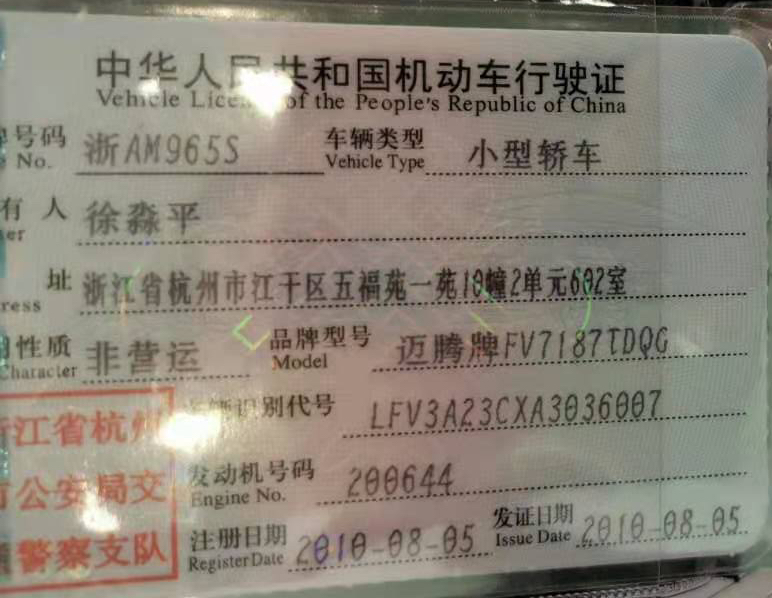 中华人民共和国机动车行驶证
Vehicle License of the People's Republic of China
号码 浙AM965S 车辆类型 小型轿车
No. Vehicle Type
有 人 徐淼平
址 浙江省杭州市江干区五福苑一苑10幢2单元602室
性质 非营运 品牌型号 迈腾牌FV7187TDQG
Character Model
江省杭州 车辆识别代号 LFV3A23CXA3036007
公安局交 发动机号码 200644
Engine No.
警察支队 注册日期 2010-08-05 发证日期 2010-08-05
Register Date Issue Date